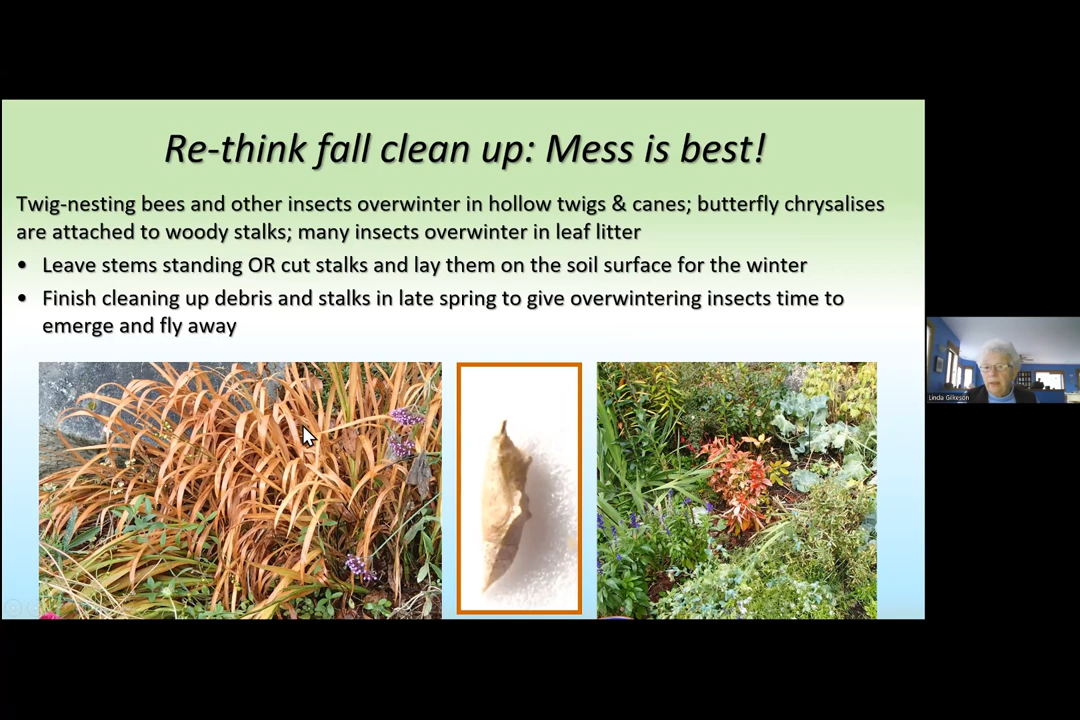 Re-think fall clean up: Mess is best!
Twig-nesting bees and other insects overwinter in hollow twigs & canes; butterfly chrysalises
are attached to woody stalks; many insects overwinter in leaf litter
• Leave stems standing OR cut stalks and lay them on the soil surface for the winter
• Finish cleaning up debris and stalks in late spring to give overwintering insects time to
emerge and fly away
Linda Gilkeson